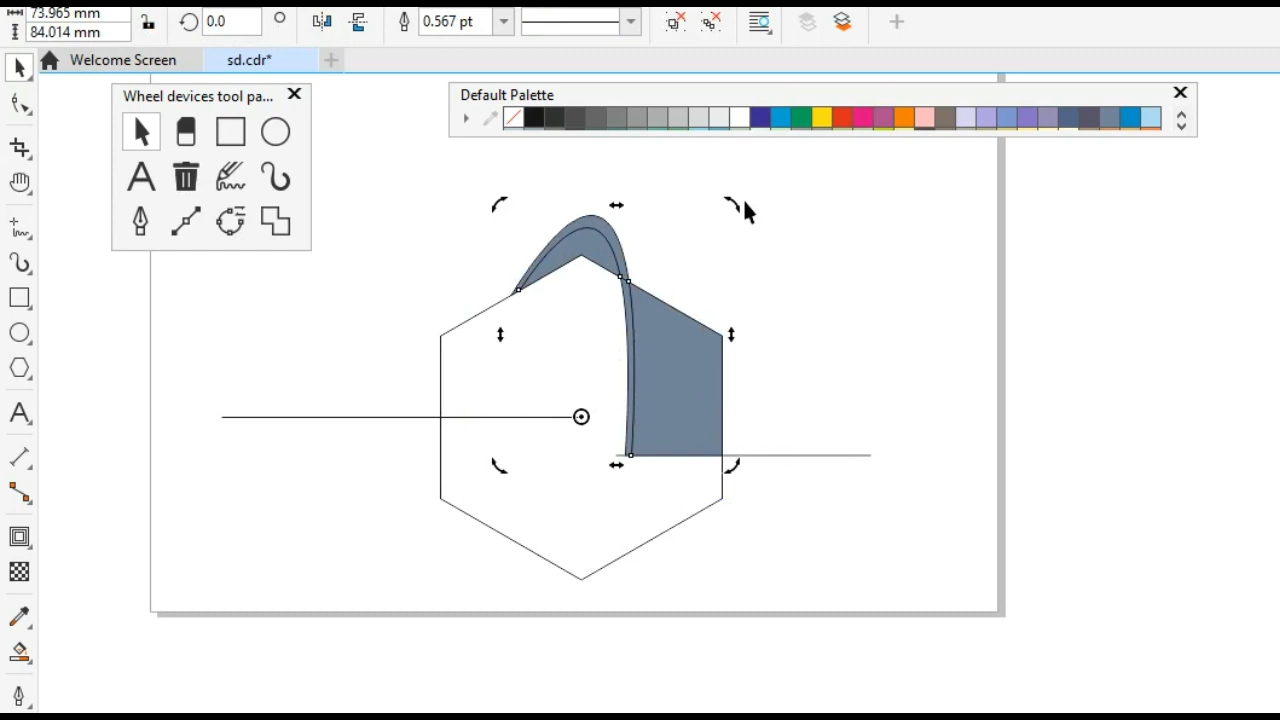 73.965 mm
84.014 mm
0.0
0.567 pt
Welcome Screen
sd.cdr*
Wheel devices tool pa...
Default Palette